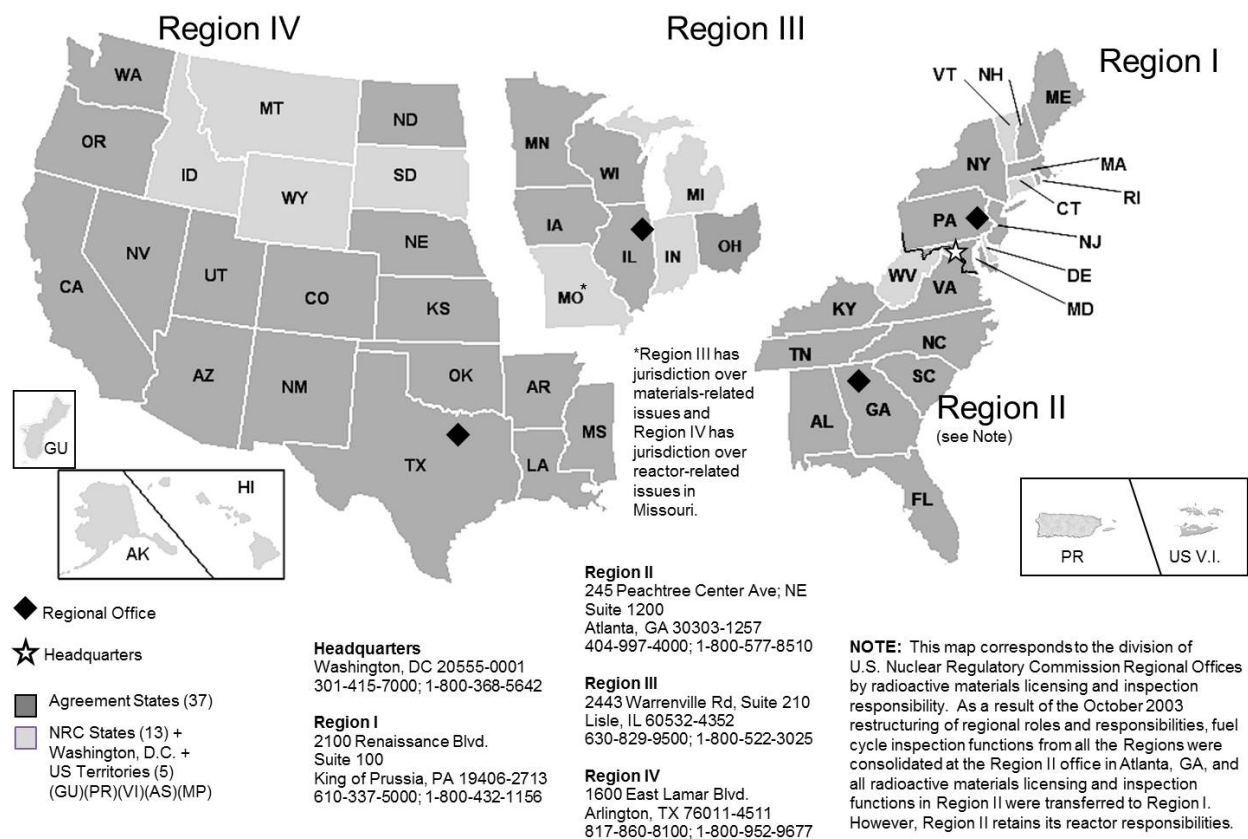 Region IV
Region III
Region I
WA
MT
ND
OR
ID
SD
WY
NE
NV
UT
CA
CO
KS
AZ
NM
OK
TX
AR
LA
MS
MN
WI
MI
IA
IL
IN
OH
MO*
VT
NH
ME
NY
MA
RI
CT
PA
NJ
DE
MD
WV
VA
KY
NC
TN
SC
AL
GA
FL
Region II
(see Note)
*Region III has
jurisdiction over
materials-related
issues and
Region IV has
jurisdiction over
reactor-related
issues in
Missouri.
GU
HI
AK
PR
US V.I.
Regional Office
Headquarters
Agreement States (37)
NRC States (13) +
Washington, D.C. +
US Territories (5)
(GU)(PR)(VI)(AS)(MP)
Headquarters
Washington, DC 20555-0001
301-415-7000; 1-800-368-5642
Region I
2100 Renaissance Blvd.
Suite 100
King of Prussia, PA 19406-2713
610-337-5000; 1-800-432-1156
Region II
245 Peachtree Center Ave; NE
Suite 1200
Atlanta, GA 30303-1257
404-997-4000; 1-800-577-8510
Region III
2443 Warrenville Rd, Suite 210
Lisle, IL 60532-4352
630-829-9500; 1-800-522-3025
Region IV
1600 East Lamar Blvd.
Arlington, TX 76011-4511
817-860-8100; 1-800-952-9677
NOTE: This map corresponds to the division of
U.S. Nuclear Regulatory Commission Regional Offices
by radioactive materials licensing and inspection
responsibility. As a result of the October 2003
restructuring of regional roles and responsibilities, fuel
cycle inspection functions from all the Regions were
consolidated at the Region II office in Atlanta, GA, and
all radioactive materials licensing and inspection
functions in Region II were transferred to Region I.
However, Region II retains its reactor responsibilities.